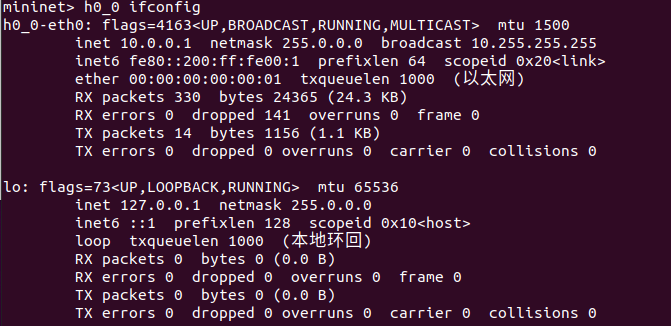 mininet> h0_0 ifconfig
h0_0-eth0: flags=4163<UP,BROADCAST,RUNNING,MULTICAST>  mtu 1500
        inet 10.0.0.1  netmask 255.0.0.0  broadcast 10.255.255.255
        inet6 fe80::200:ff:fe00:1  prefixlen 64  scopeid 0x20<link>
        ether 00:00:00:00:00:01  txqueuelen 1000  (以太网)
        RX packets 330  bytes 24365 (24.3 KB)
        RX errors 0  dropped 141  overruns 0  frame 0
        TX packets 14  bytes 1156 (1.1 KB)
        TX errors 0  dropped 0 overruns 0  carrier 0  collisions 0

lo: flags=73<UP,LOOPBACK,RUNNING>  mtu 65536
        inet 127.0.0.1  netmask 255.0.0.0
        inet6 ::1  prefixlen 128  scopeid 0x10<host>
        loop  txqueuelen 1000  (本地环回)
        RX packets 0  bytes 0 (0.0 B)
        RX errors 0  dropped 0  overruns 0  frame 0
        TX packets 0  bytes 0 (0.0 B)
        TX errors 0  dropped 0 overruns 0  carrier 0  collisions 0